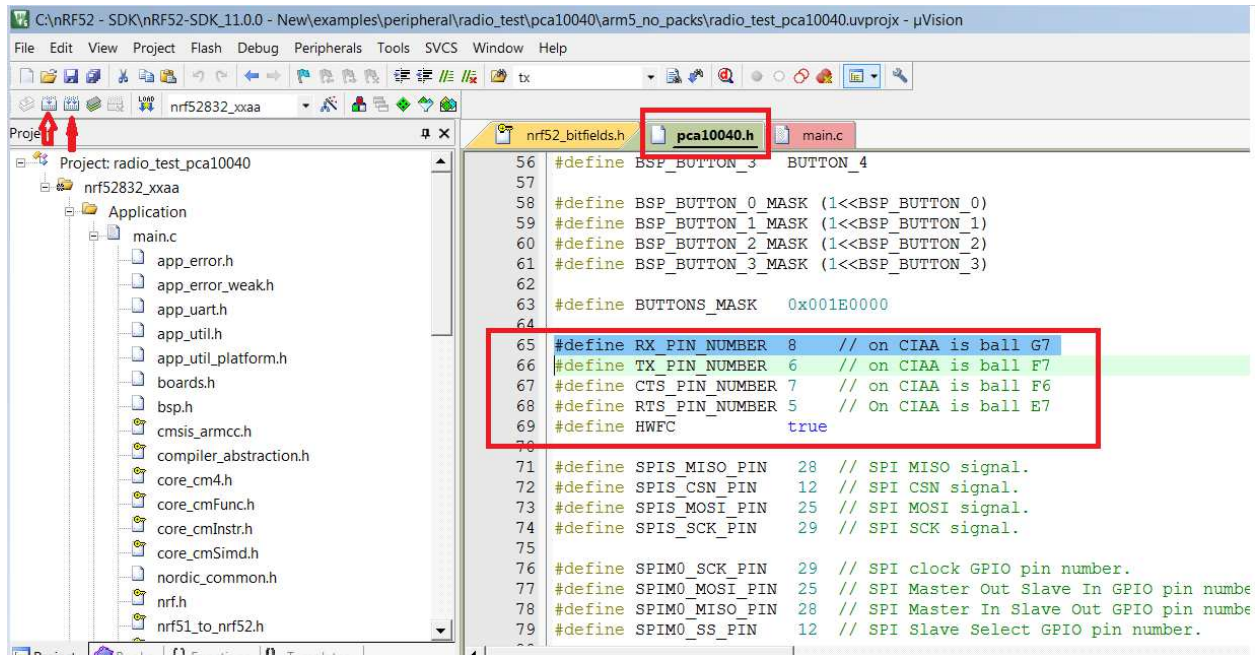 C:\nRF52 - SDK\nRF52-SDK_11.0.0 - New\examples\peripheral\radio_test\pca10040\arm5_no_packs\radio_test_pca10040.uvprojx - µVision
File Edit View Project Flash Debug Peripherals Tools SVCS Window Help
tx
LOAD nrf52832_xxaa
nrf52_bitfields.h pca10040.h main.c
Project: radio_test_pca10040
nrf52832_xxaa
Application
main.c
app_error.h
app_error_weak.h
app_uart.h
app_util.h
app_util_platform.h
boards.h
bsp.h
cmsis_armcc.h
compiler_abstraction.h
core_cm4.h
core_cmFunc.h
core_cmInstr.h
core_cmSimd.h
nordic_common.h
nrf.h
nrf51_to_nrf52.h
56 #define BSP_BUTTON_3 BUTTON_4
57
58 #define BSP_BUTTON_0_MASK (1<<BSP_BUTTON_0)
59 #define BSP_BUTTON_1_MASK (1<<BSP_BUTTON_1)
60 #define BSP_BUTTON_2_MASK (1<<BSP_BUTTON_2)
61 #define BSP_BUTTON_3_MASK (1<<BSP_BUTTON_3)
62
63 #define BUTTONS_MASK 0x001E0000
64
65 #define RX_PIN_NUMBER 8 // on CIAA is ball G7
66 #define TX_PIN_NUMBER 6 // on CIAA is ball F7
67 #define CTS_PIN_NUMBER 7 // on CIAA is ball F6
68 #define RTS_PIN_NUMBER 5 // On CIAA is ball E7
69 #define HWFC true
70
71 #define SPIS_MISO_PIN 28 // SPI MISO signal.
72 #define SPIS_CSN_PIN 12 // SPI CSN signal.
73 #define SPIS_MOSI_PIN 25 // SPI MOSI signal.
74 #define SPIS_SCK_PIN 29 // SPI SCK signal.
75
76 #define SPIM0_SCK_PIN 29 // SPI clock GPIO pin number.
77 #define SPIM0_MOSI_PIN 25 // SPI Master Out Slave In GPIO pin numbe
78 #define SPIM0_MISO_PIN 28 // SPI Master In Slave Out GPIO pin numbe
79 #define SPIM0_SS_PIN 12 // SPI Slave Select GPIO pin number.